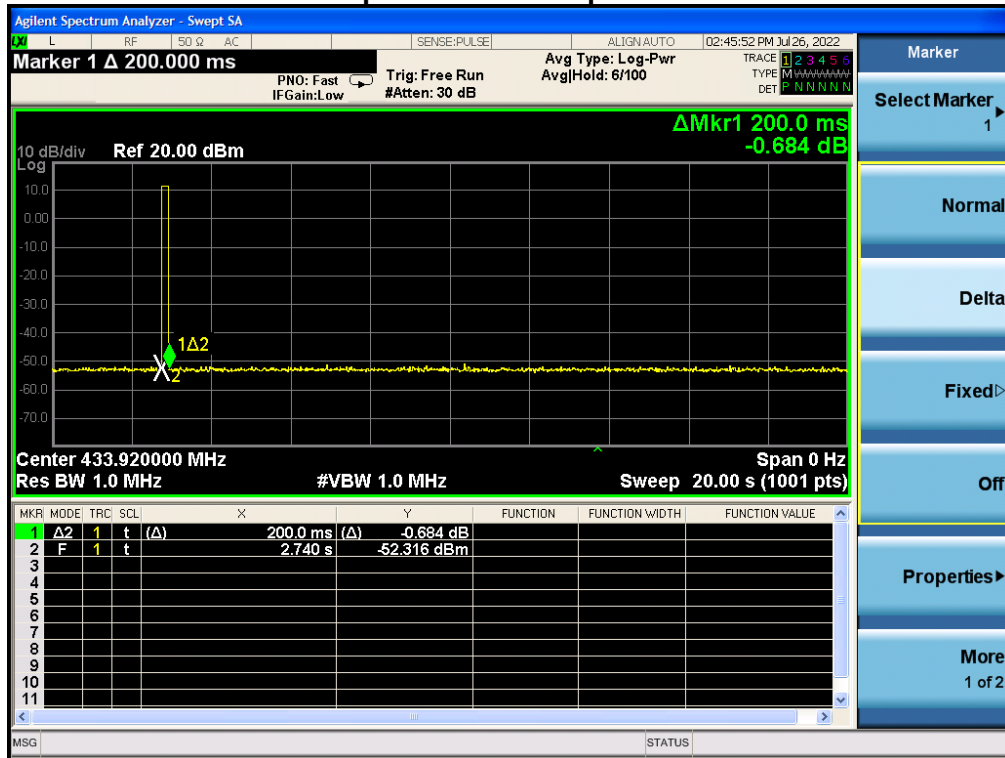 Agilent Spectrum Analyzer - Swept SA
LXI L RF 50 Ω AC SENSE:PULSE ALIGN AUTO 02:45:52 PM Jul 26, 2022
Marker 1 Δ 200.000 ms
PNO: Fast
IFGain:Low
Trig: Free Run
#Atten: 30 dB
Avg Type: Log-Pwr
Avg|Hold: 6/100
TRACE 1 2 3 4 5 6
TYPE M
DET P N N N N N
ΔMkr1 200.0 ms
-0.684 dB
10 dB/div Ref 20.00 dBm
Log
10.0
0.00
-10.0
-20.0
-30.0
-40.0
-50.0
-60.0
-70.0
1Δ2
X2
Center 433.920000 MHz Span 0 Hz
Res BW 1.0 MHz #VBW 1.0 MHz Sweep 20.00 s (1001 pts)
MKR MODE TRC SCL X Y FUNCTION FUNCTION WIDTH FUNCTION VALUE
1 Δ2 1 t (Δ) 200.0 ms (Δ) -0.684 dB
2 F 1 t 2.740 s -52.316 dBm
3
4
5
6
7
8
9
10
11
MSG STATUS
Marker
Select Marker
1
Normal
Delta
Fixed
Off
Properties
More
1 of 2